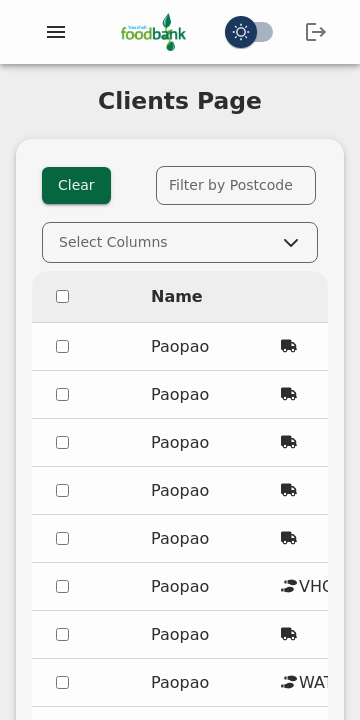 Vauxhall
foodbank
Clients Page
Clear
Filter by Postcode
Select Columns
Name
Paopao
Paopao
Paopao
Paopao
Paopao
Paopao VHC
Paopao
Paopao WAT